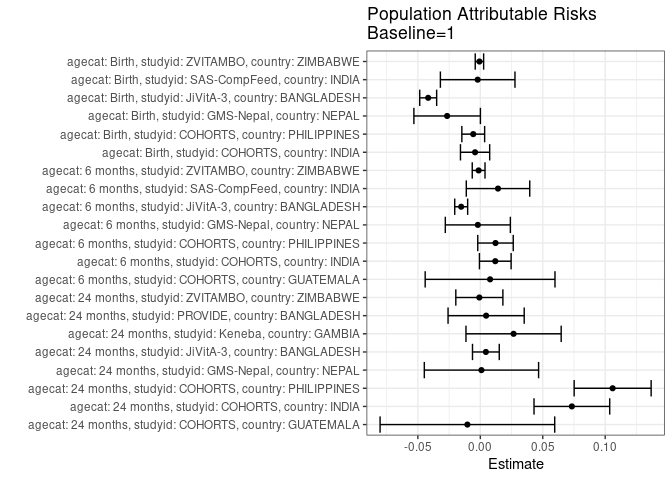 Population Attributable Risks
Baseline=1
agecat: Birth, studyid: ZVITAMBO, country: ZIMBABWE
agecat: Birth, studyid: SAS-CompFeed, country: INDIA
agecat: Birth, studyid: JiVitA-3, country: BANGLADESH
agecat: Birth, studyid: GMS-Nepal, country: NEPAL
agecat: Birth, studyid: COHORTS, country: PHILIPPINES
agecat: Birth, studyid: COHORTS, country: INDIA
agecat: 6 months, studyid: ZVITAMBO, country: ZIMBABWE
agecat: 6 months, studyid: SAS-CompFeed, country: INDIA
agecat: 6 months, studyid: JiVitA-3, country: BANGLADESH
agecat: 6 months, studyid: GMS-Nepal, country: NEPAL
agecat: 6 months, studyid: COHORTS, country: PHILIPPINES
agecat: 6 months, studyid: COHORTS, country: INDIA
agecat: 6 months, studyid: COHORTS, country: GUATEMALA
agecat: 24 months, studyid: ZVITAMBO, country: ZIMBABWE
agecat: 24 months, studyid: PROVIDE, country: BANGLADESH
agecat: 24 months, studyid: Keneba, country: GAMBIA
agecat: 24 months, studyid: JiVitA-3, country: BANGLADESH
agecat: 24 months, studyid: GMS-Nepal, country: NEPAL
agecat: 24 months, studyid: COHORTS, country: PHILIPPINES
agecat: 24 months, studyid: COHORTS, country: INDIA
agecat: 24 months, studyid: COHORTS, country: GUATEMALA
-0.05 0.00 0.05 0.10
Estimate